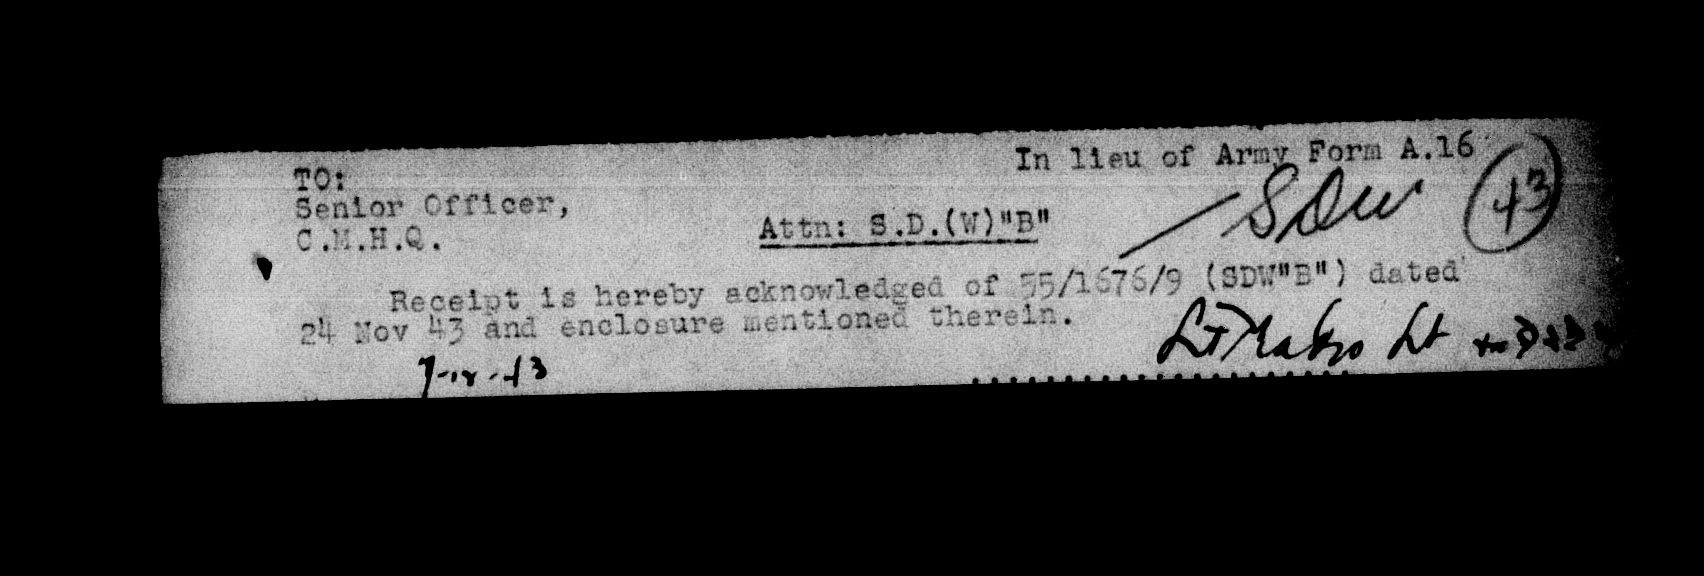 In lieu of Army Form A.16
TO:
Senior Officer,
C.M.H.Q.
Attn: S.D.(W)"B"
SDW
43
Receipt is hereby acknowledged of 55/1676/9 (SDW"B") dated
24 Nov 43 and enclosure mentioned therein.
7-12-43
Lt